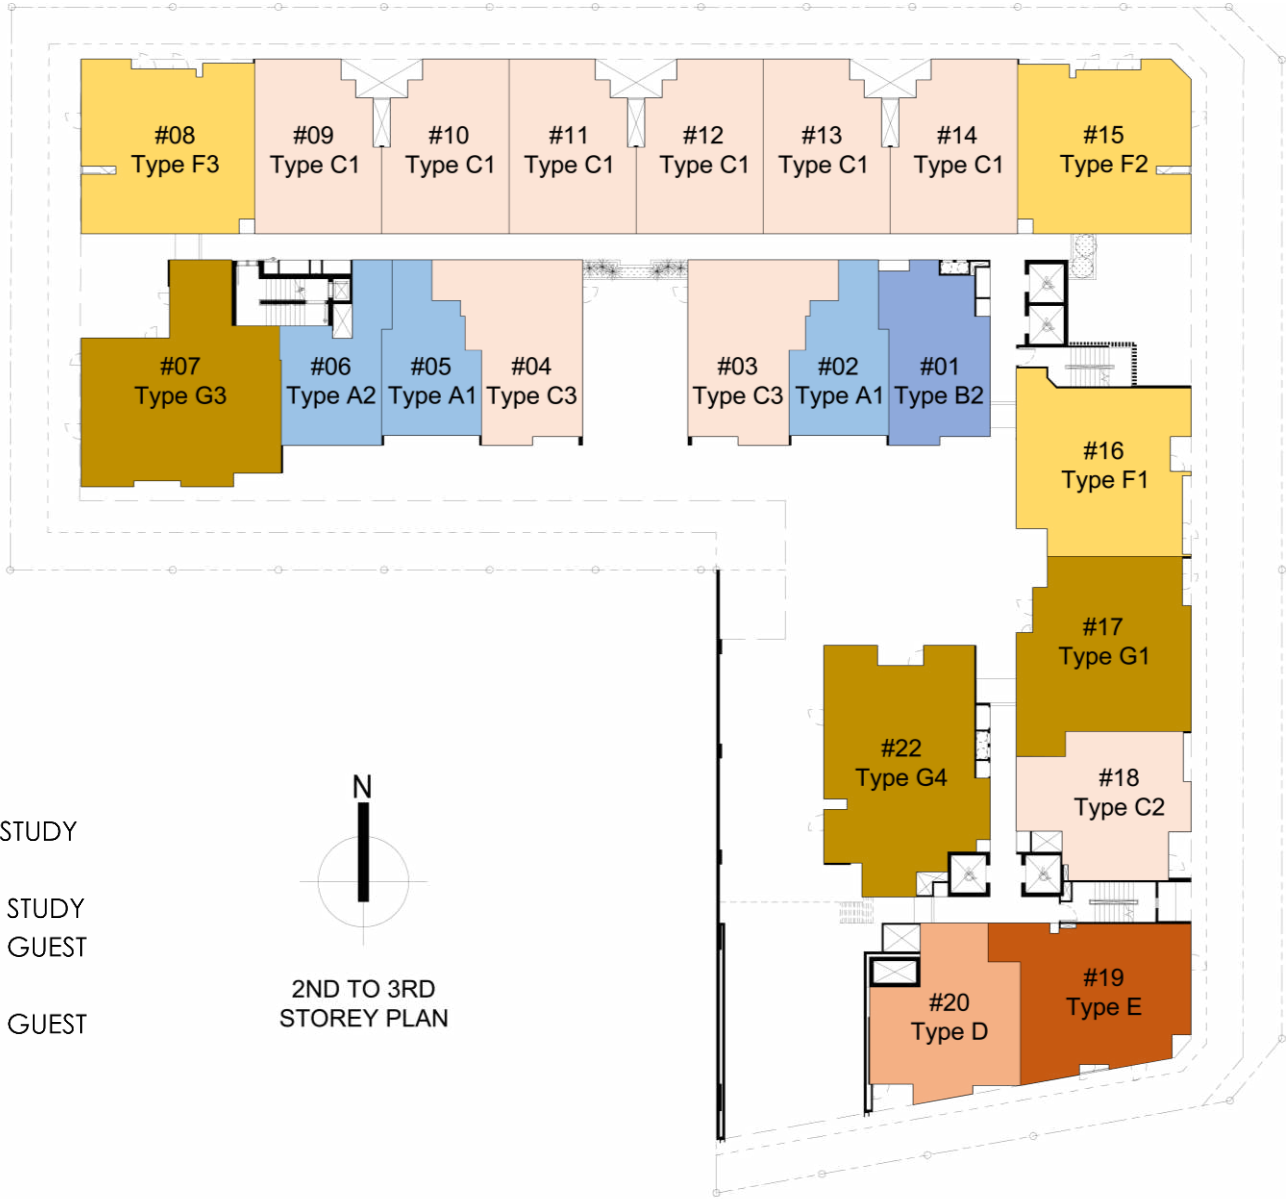 #08
Type F3
#09
Type C1
#10
Type C1
#11
Type C1
#12
Type C1
#13
Type C1
#14
Type C1
#15
Type F2
#07
Type G3
#06
Type A2
#05
Type A1
#04
Type C3
#03
Type C3
#02
Type A1
#01
Type B2
#16
Type F1
#17
Type G1
#22
Type G4
#18
Type C2
N
STUDY
STUDY
GUEST
GUEST
2ND TO 3RD
STOREY PLAN
#20
Type D
#19
Type E